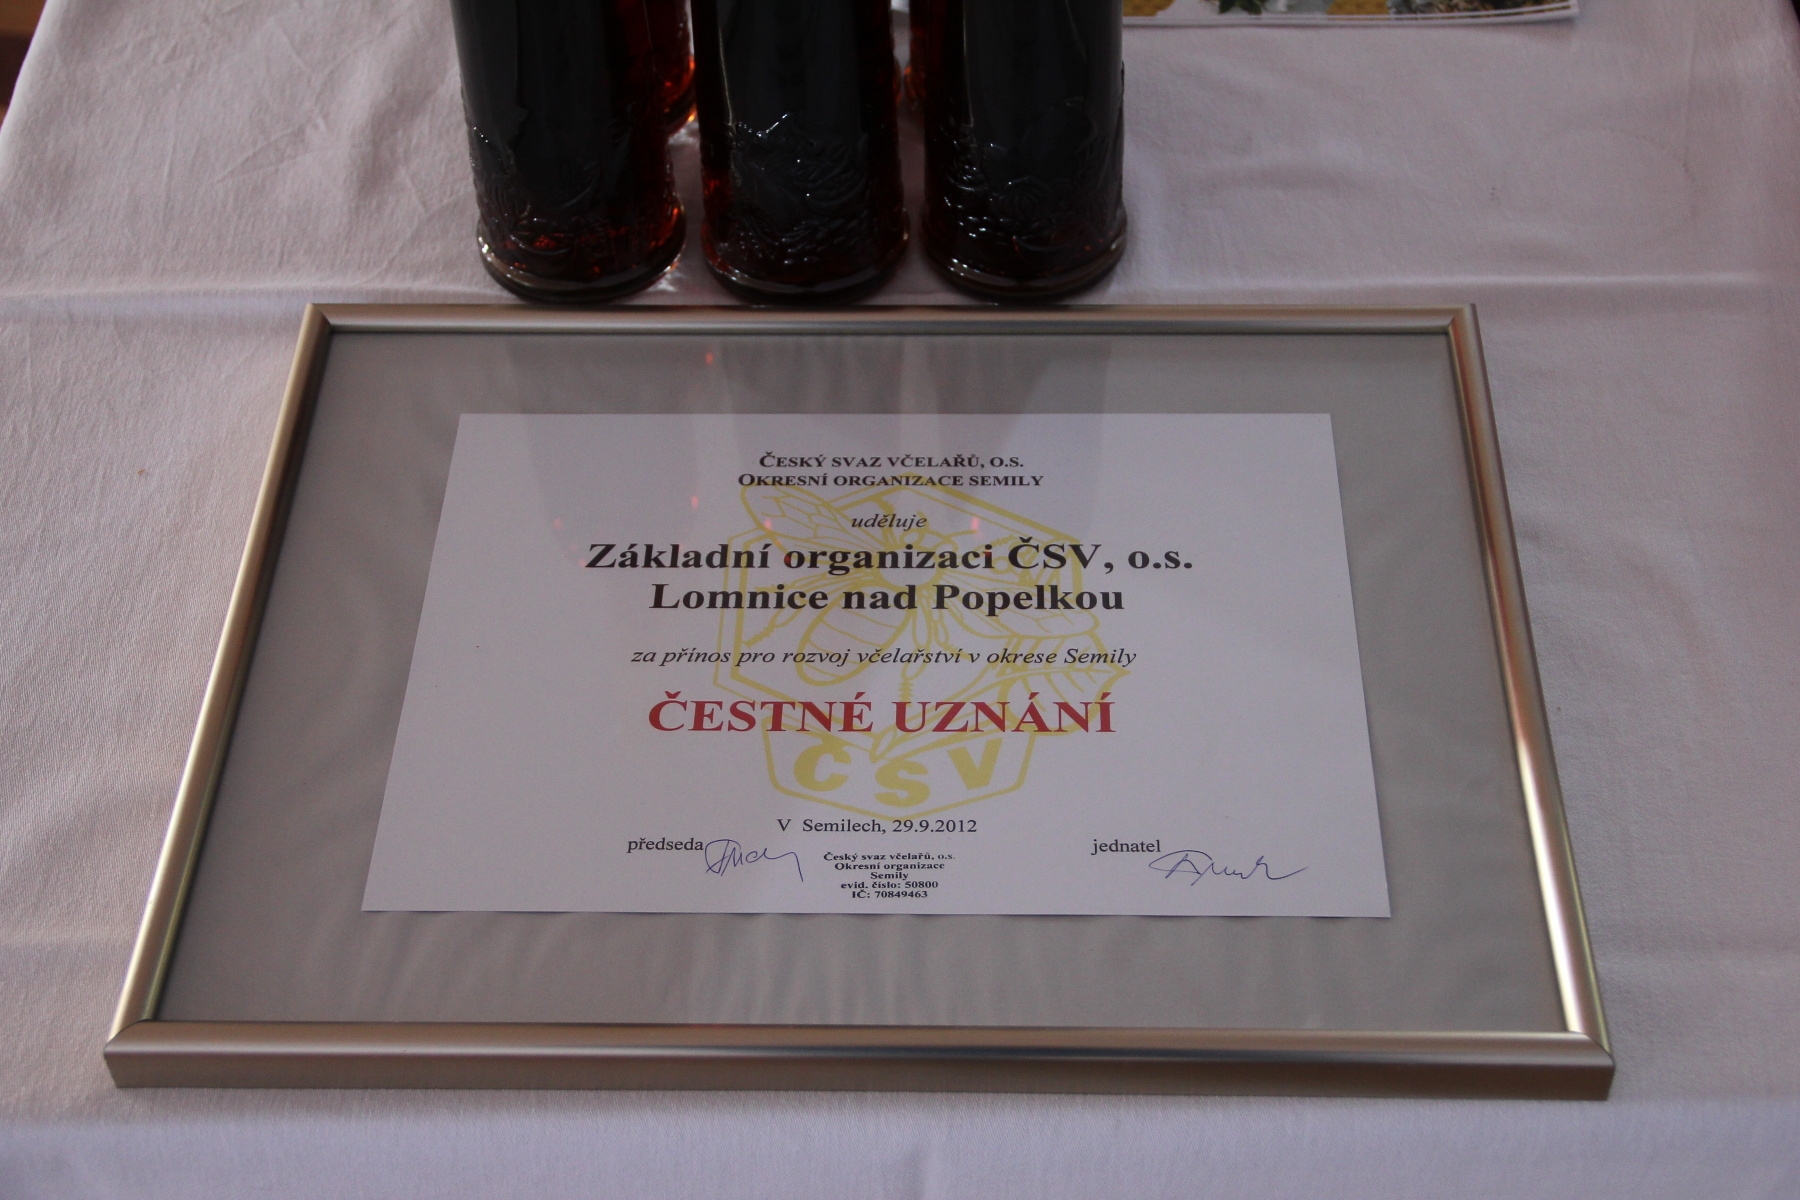 ČESKÝ SVAZ VČELAŘŮ, O.S.
OKRESNÍ ORGANIZACE SEMILY
uděluje
Základní organizaci ČSV, o.s.
Lomnice nad Popelkou
za přínos pro rozvoj včelařství v okrese Semily
ČESTNÉ UZNÁNÍ
ČSV
V Semilech, 29.9.2012
předseda
jednatel
Český svaz včelařů, o.s.
Okresní organizace
Semily
evid. číslo: 50800
IČ: 70849463